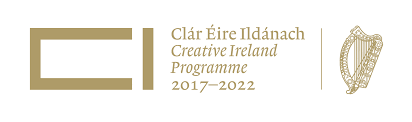 Clár Éire Ildánach
Creative Ireland
Programme
2017–2022